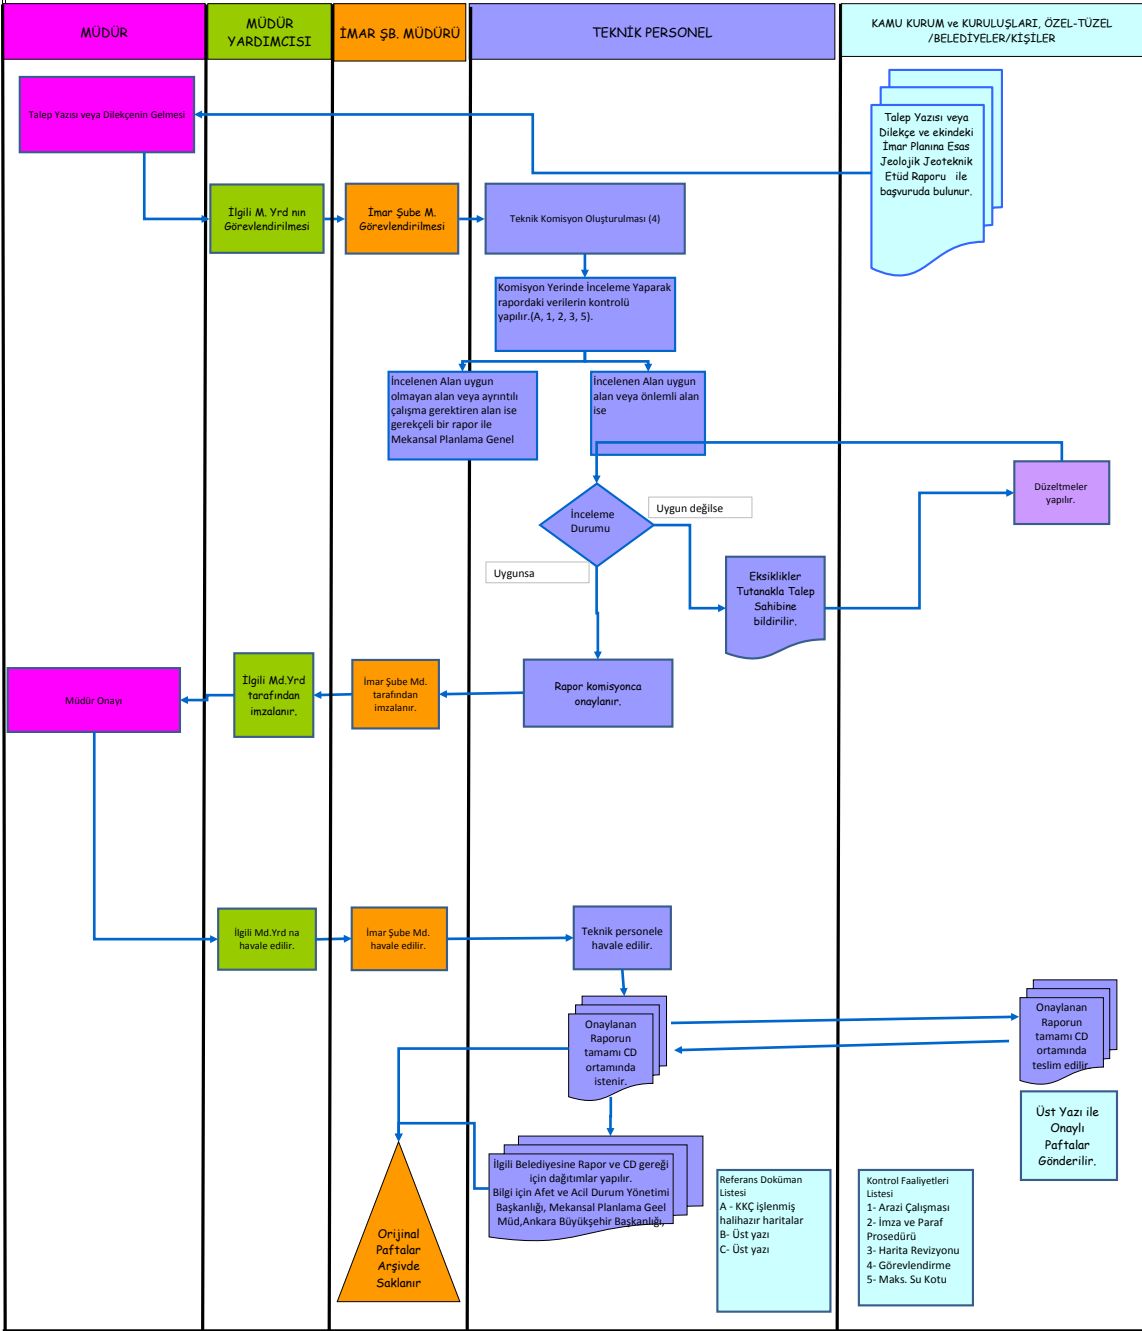 MÜDÜR
MÜDÜR
YARDIMCISI
İMAR ŞB. MÜDÜRÜ
TEKNİK PERSONEL
KAMU KURUM ve KURULUŞLARI, ÖZEL-TÜZEL
/BELEDİYELER/KİŞİLER
Talep Yazısı veya Dilekçenin Gelmesi
Talep Yazısı veya
Dilekçe ve ekindeki
İmar Planına Esas
Jeolojik Jeoteknik
Etüd Raporu ile
başvuruda bulunur.
İlgili M. Yrd nın
Görevlendirilmesi
İmar Şube M.
Görevlendirilmesi
Teknik Komisyon Oluşturulması (4)
Komisyon Yerinde İnceleme Yaparak
rapordaki verilerin kontrolü
yapılır.(A, 1, 2, 3, 5).
İncelenen Alan uygun
olmayan alan veya ayrıntılı
çalışma gerektiren alan ise
gerekçeli bir rapor ile
Mekansal Planlama Genel
İncelenen Alan uygun
alan veya önlemli alan
ise
Düzeltmeler
yapılır.
İnceleme
Durumu
Uygun değilse
Uygunsa
Eksiklikler
Tutanakla Talep
Sahibine
bildirilir.
Müdür Onayı
İlgili Md.Yrd
tarafından
imzalanır.
İmar Şube Md.
tarafından
imzalanır.
Rapor komisyonca
onaylanır.
İlgili Md.Yrd na
havale edilir.
İmar Şube Md.
havale edilir.
Teknik personele
havale edilir.
Onaylanan
Raporun
tamamı CD
ortamında
istenir.
Onaylanan
Raporun
tamamı CD
ortamında
teslim edilir.
Üst Yazı ile
Onaylı
Paftalar
Gönderilir.
İlgili Belediyesine Rapor ve CD gereği
için dağıtımlar yapılır.
Bilgi için Afet ve Acil Durum Yönetimi
Başkanlığı, Mekansal Planlama Geel
Müd,Ankara Büyükşehir Başkanlığı,
Orijinal
Paftalar
Arşivde
Saklanır
Referans Doküman
Listesi
A - KKÇ işlenmiş
halihazır haritalar
B- Üst yazı
C- Üst yazı
Kontrol Faaliyetleri
Listesi
1- Arazi Çalışması
2- İmza ve Paraf
Prosedürü
3- Harita Revizyonu
4- Görevlendirme
5- Maks. Su Kotu